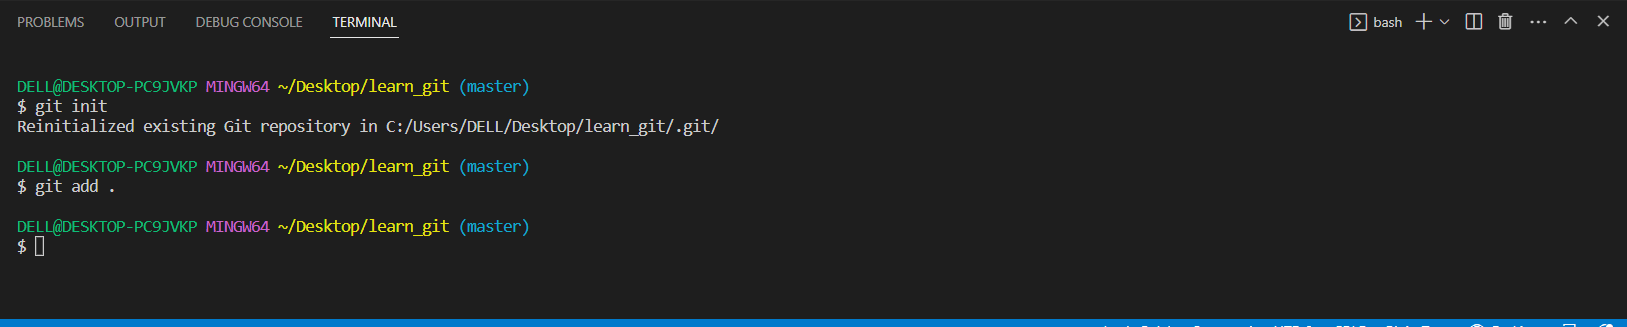 PROBLEMS OUTPUT DEBUG CONSOLE TERMINAL bash
DELL@DESKTOP-PC9JVKP MINGW64 ~/Desktop/learn_git (master)
$ git init
Reinitialized existing Git repository in C:/Users/DELL/Desktop/learn_git/.git/
DELL@DESKTOP-PC9JVKP MINGW64 ~/Desktop/learn_git (master)
$ git add .
DELL@DESKTOP-PC9JVKP MINGW64 ~/Desktop/learn_git (master)
$